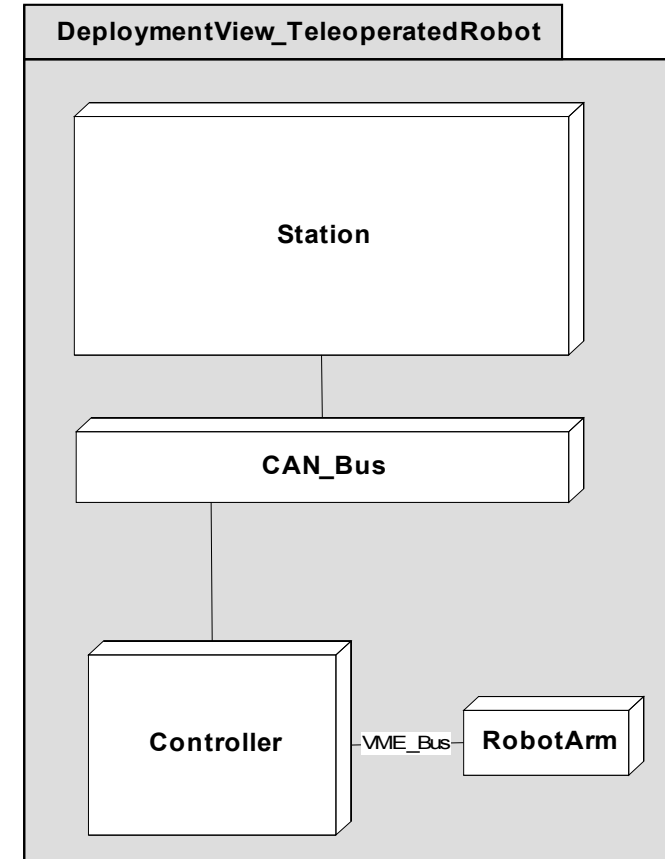 DeploymentView_TeleoperatedRobot
Station
CAN_Bus
Controller
VME_Bus
RobotArm